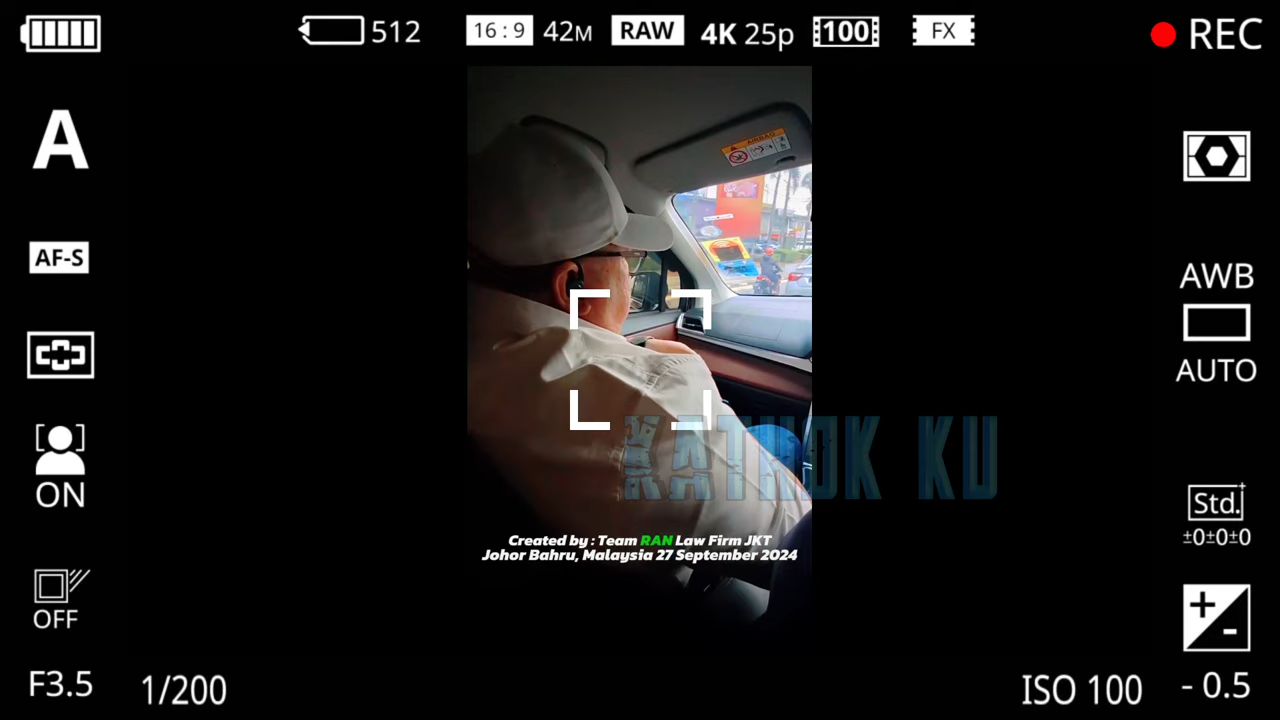 512
16 : 9
42M
RAW
4K 25p
100
FX
REC
A
AIRBAG
AF-S
AWB
AUTO
ON
KATHOK KU
Std.
±0±0±0
Created by : Team RAN Law Firm JKT
Johor Bahru, Malaysia 27 September 2024
OFF
F3.5
1/200
ISO 100
- 0.5